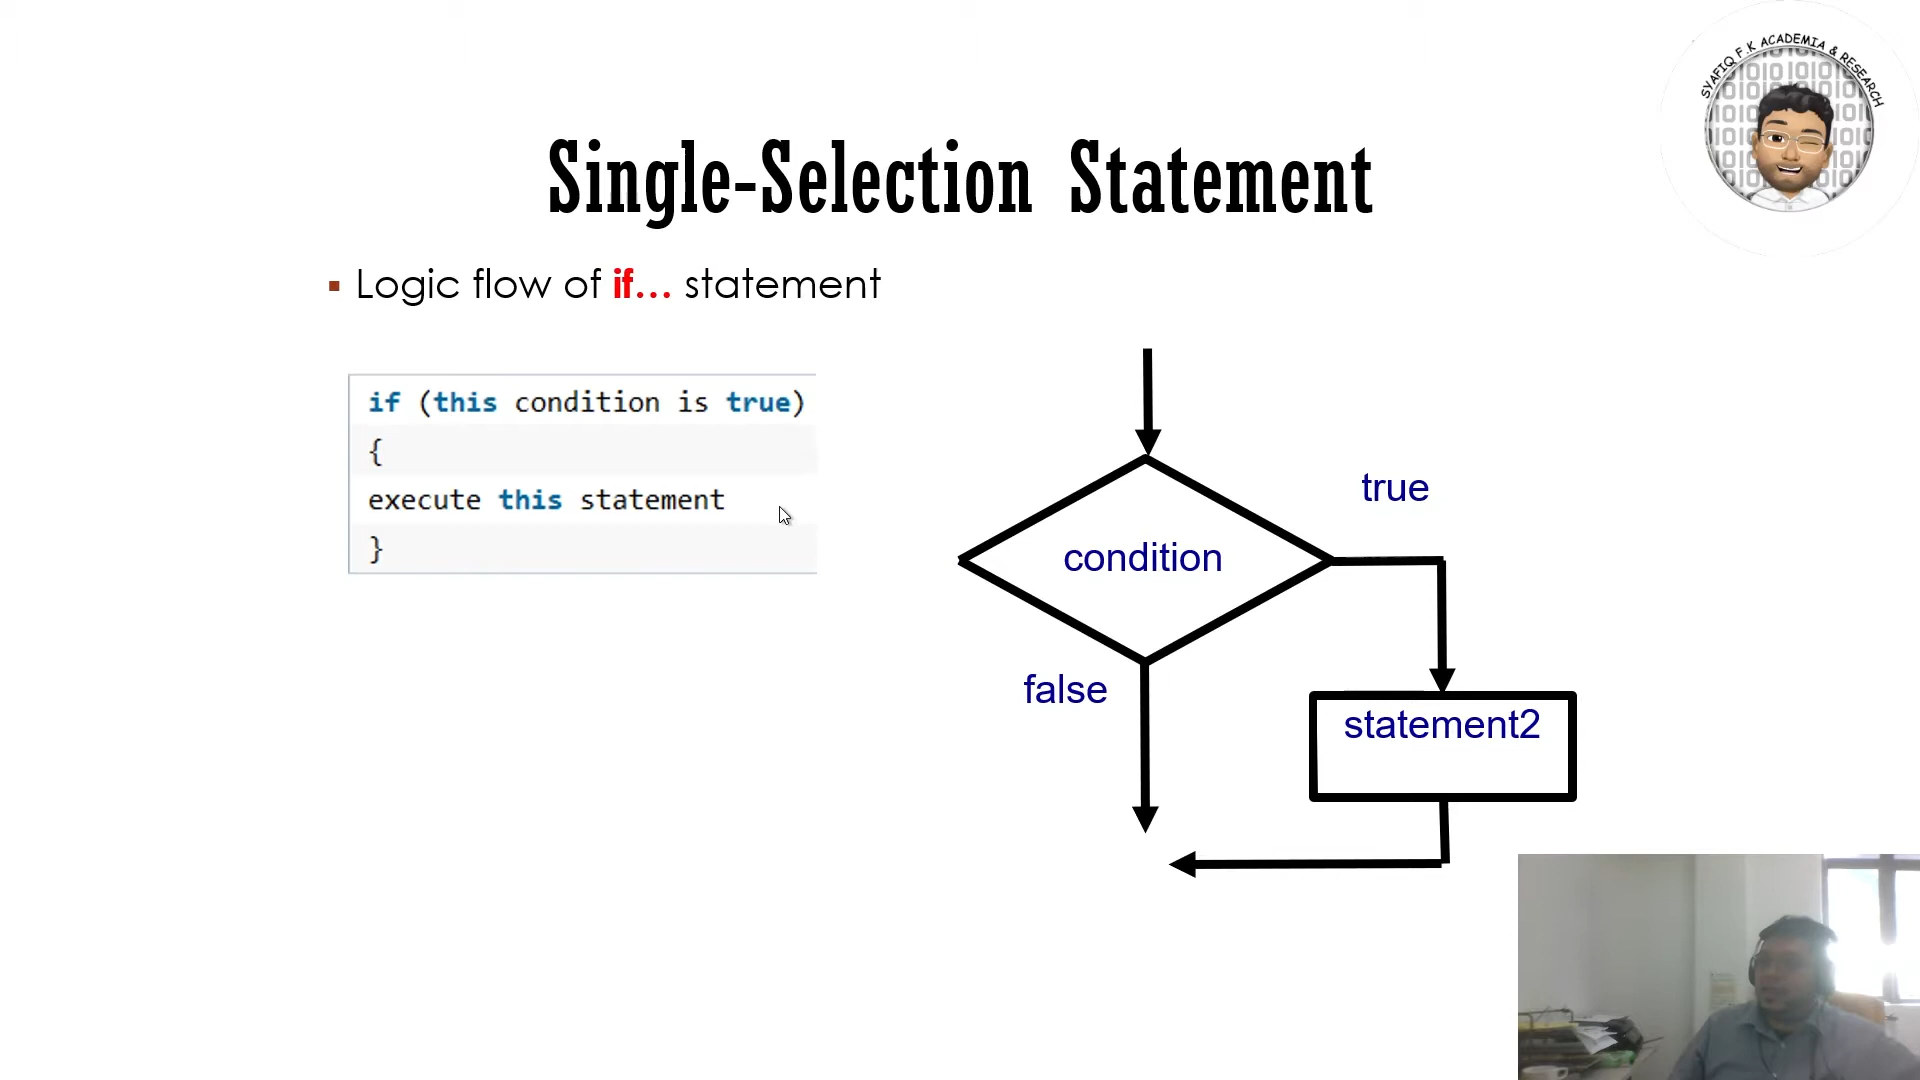 SYAFIQ F.K ACADEMIA & RESEARCH
Single-Selection Statement
▪ Logic flow of if... statement
if (this condition is true)
{
execute this statement
}
true
condition
false
statement2